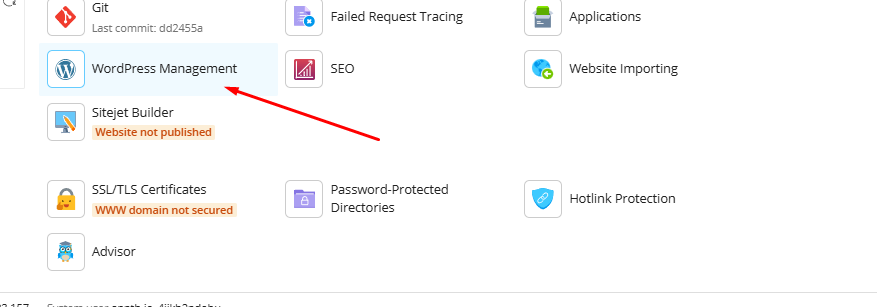 Git
Last commit: dd2455a
Failed Request Tracing
Applications
WordPress Management
SEO
Website Importing
Sitejet Builder
Website not published
SSL/TLS Certificates
WWW domain not secured
Password-Protected
Directories
Hotlink Protection
Advisor